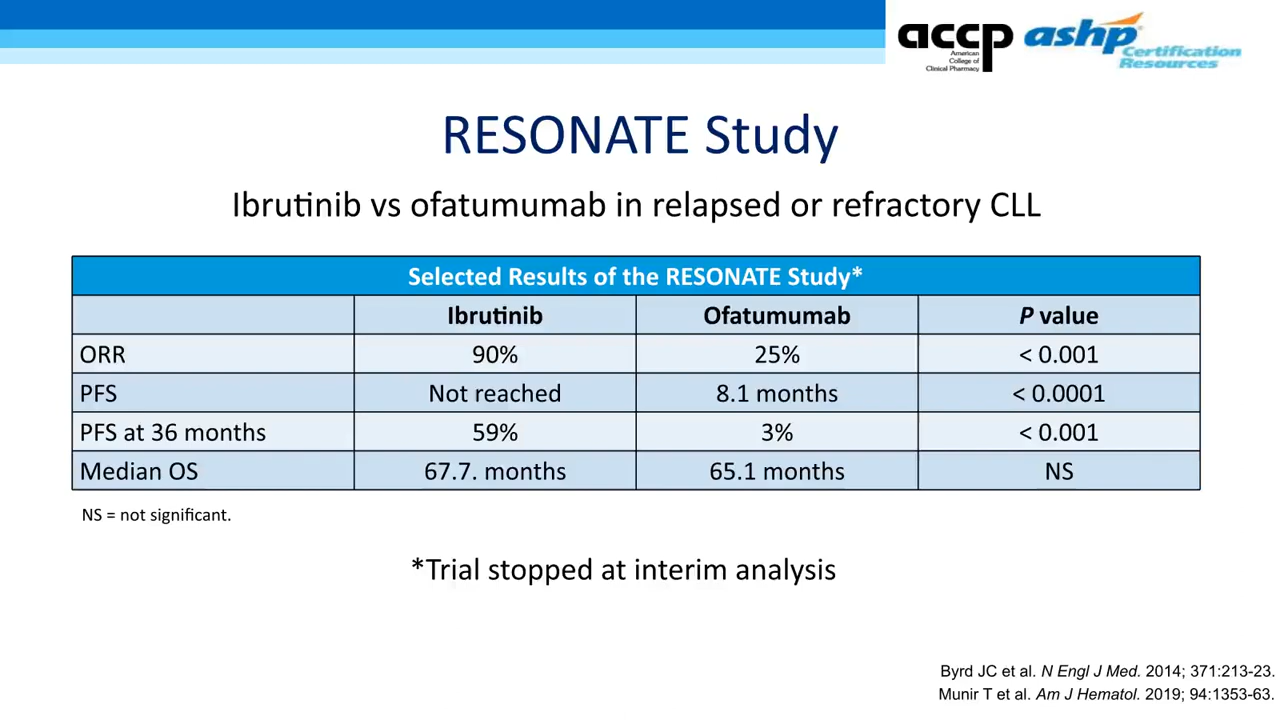 accp
American
College of
Clinical Pharmacy
ashp®
Certification
Resources
RESONATE Study
Ibrutinib vs ofatumumab in relapsed or refractory CLL
Selected Results of the RESONATE Study*
Ibrutinib Ofatumumab P value
ORR 90% 25% < 0.001
PFS Not reached 8.1 months < 0.0001
PFS at 36 months 59% 3% < 0.001
Median OS 67.7. months 65.1 months NS
NS = not significant.
*Trial stopped at interim analysis
Byrd JC et al. N Engl J Med. 2014; 371:213-23.
Munir T et al. Am J Hematol. 2019; 94:1353-63.